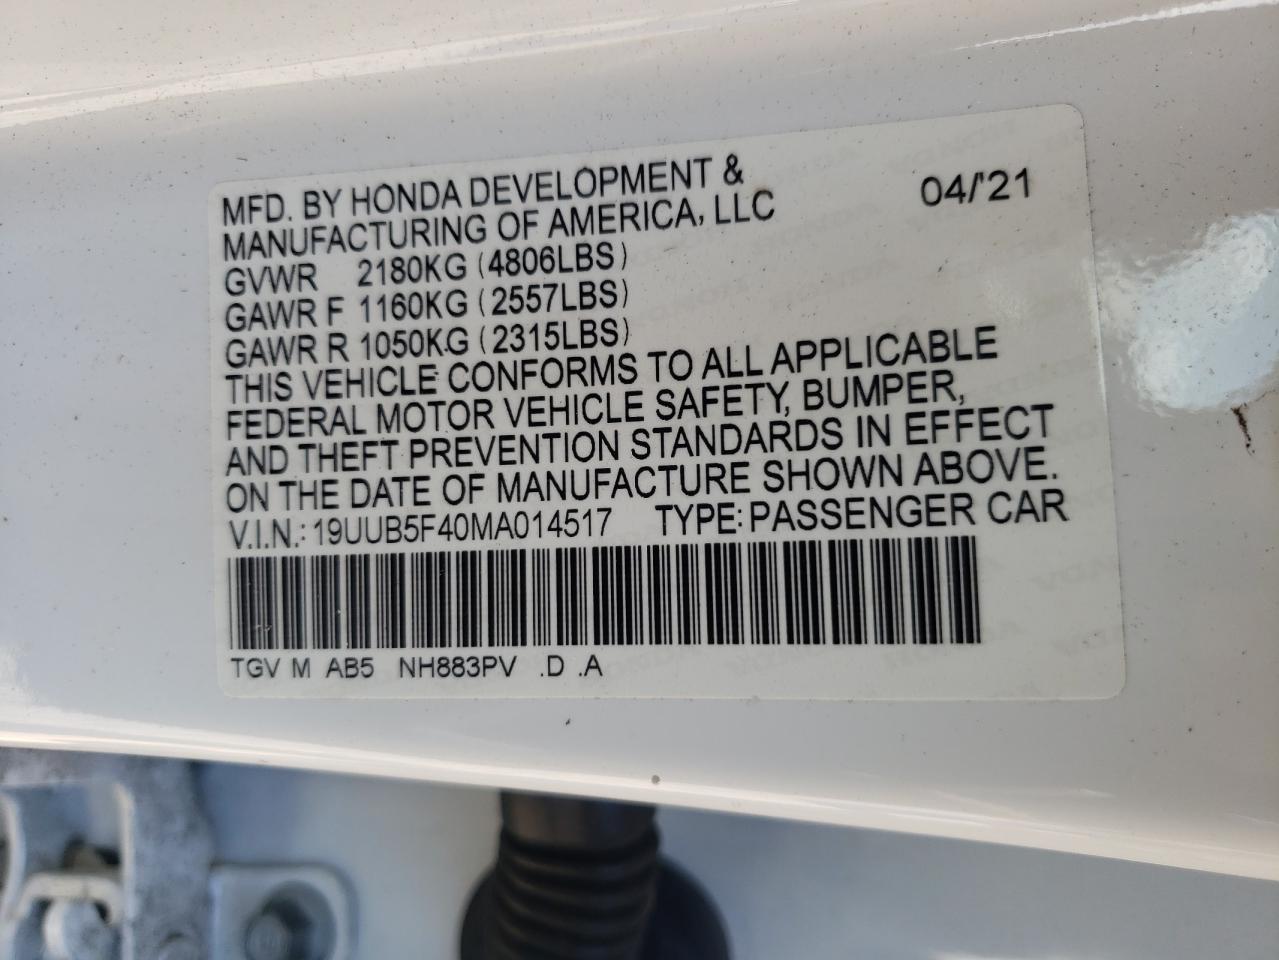 MFD. BY HONDA DEVELOPMENT & 04/'21
MANUFACTURING OF AMERICA, LLC
GVWR 2180KG (4806LBS)
GAWR F 1160KG (2557LBS)
GAWR R 1050KG (2315LBS)
THIS VEHICLE CONFORMS TO ALL APPLICABLE
FEDERAL MOTOR VEHICLE SAFETY, BUMPER,
AND THEFT PREVENTION STANDARDS IN EFFECT
ON THE DATE OF MANUFACTURE SHOWN ABOVE.
V.I.N.: 19UUB5F40MA014517 TYPE: PASSENGER CAR
TGV M AB5 NH883PV .D .A